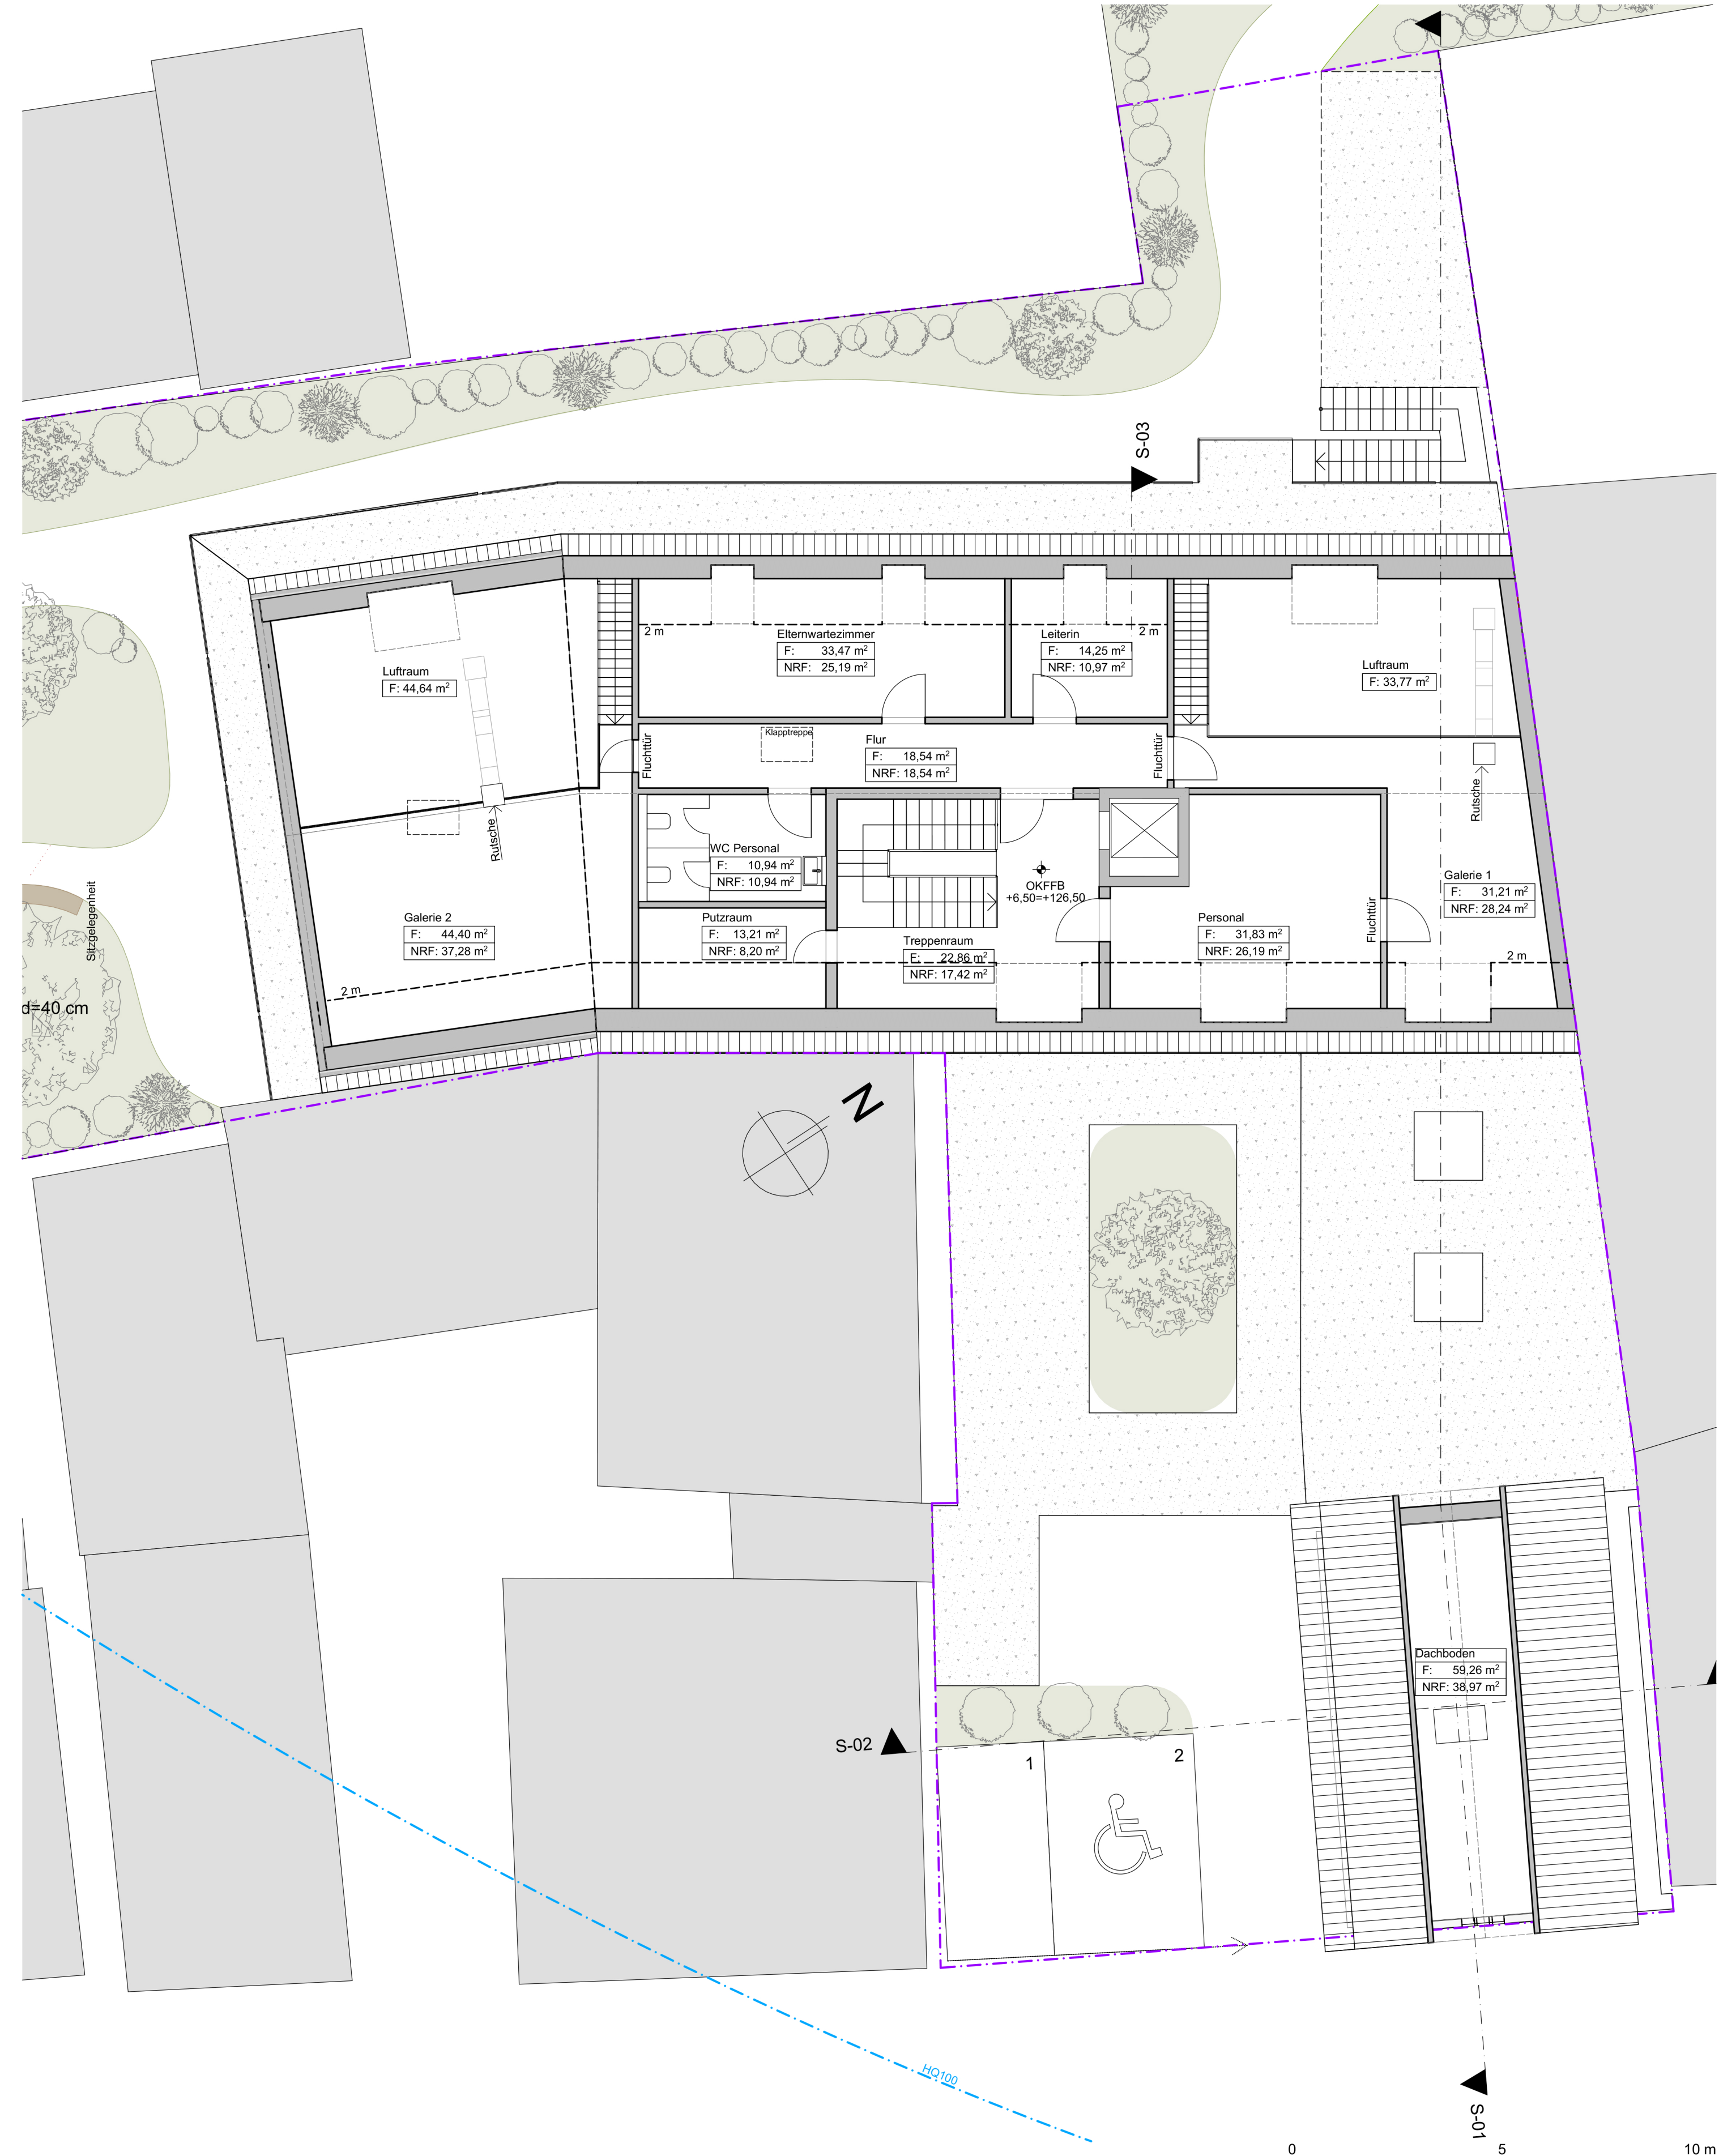 S-03
2 m
Elternwartezimmer
F: 33,47 m²
NRF: 25,19 m²
Leiterin
F: 14,25 m²
NRF: 10,97 m²
2 m
Luftraum
F: 44,64 m²
Luftraum
F: 33,77 m²
Klapptreppe
Fluchttür
Flur
F: 18,54 m²
NRF: 18,54 m²
Fluchttür
Rutsche
Rutsche
WC Personal
F: 10,94 m²
NRF: 10,94 m²
OKFFB
+6,50=+126,50
Galerie 1
F: 31,21 m²
NRF: 28,24 m²
Sitzgelegenheit
Galerie 2
F: 44,40 m²
NRF: 37,28 m²
Putzraum
F: 13,21 m²
NRF: 8,20 m²
Treppenraum
F: 22,86 m²
NRF: 17,42 m²
Personal
F: 31,83 m²
NRF: 26,19 m²
Fluchttür
2 m
2 m
d=40 cm
N
Dachboden
F: 59,26 m²
NRF: 38,97 m²
S-02
1
2
HQ100
S-01
0 5 10 m